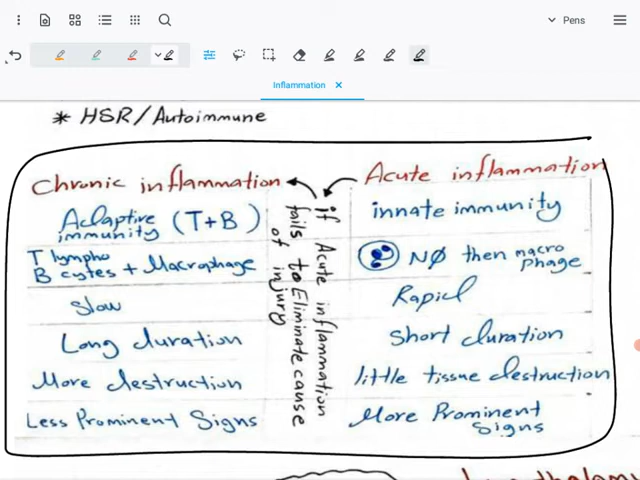 Pens
Inflammation
* HSR/Autoimmune
Chronic inflammation
Acute inflammation
Adaptive immunity (T+B)
innate immunity
T lympho
B cytes + Macrophage
NØ then macro
phage
Slow
Rapid
Long duration
Short duration
More destruction
little tissue destruction
Less Prominent Signs
More Prominent
Signs
if Acute inflammation
fails to Eliminate cause
of injury